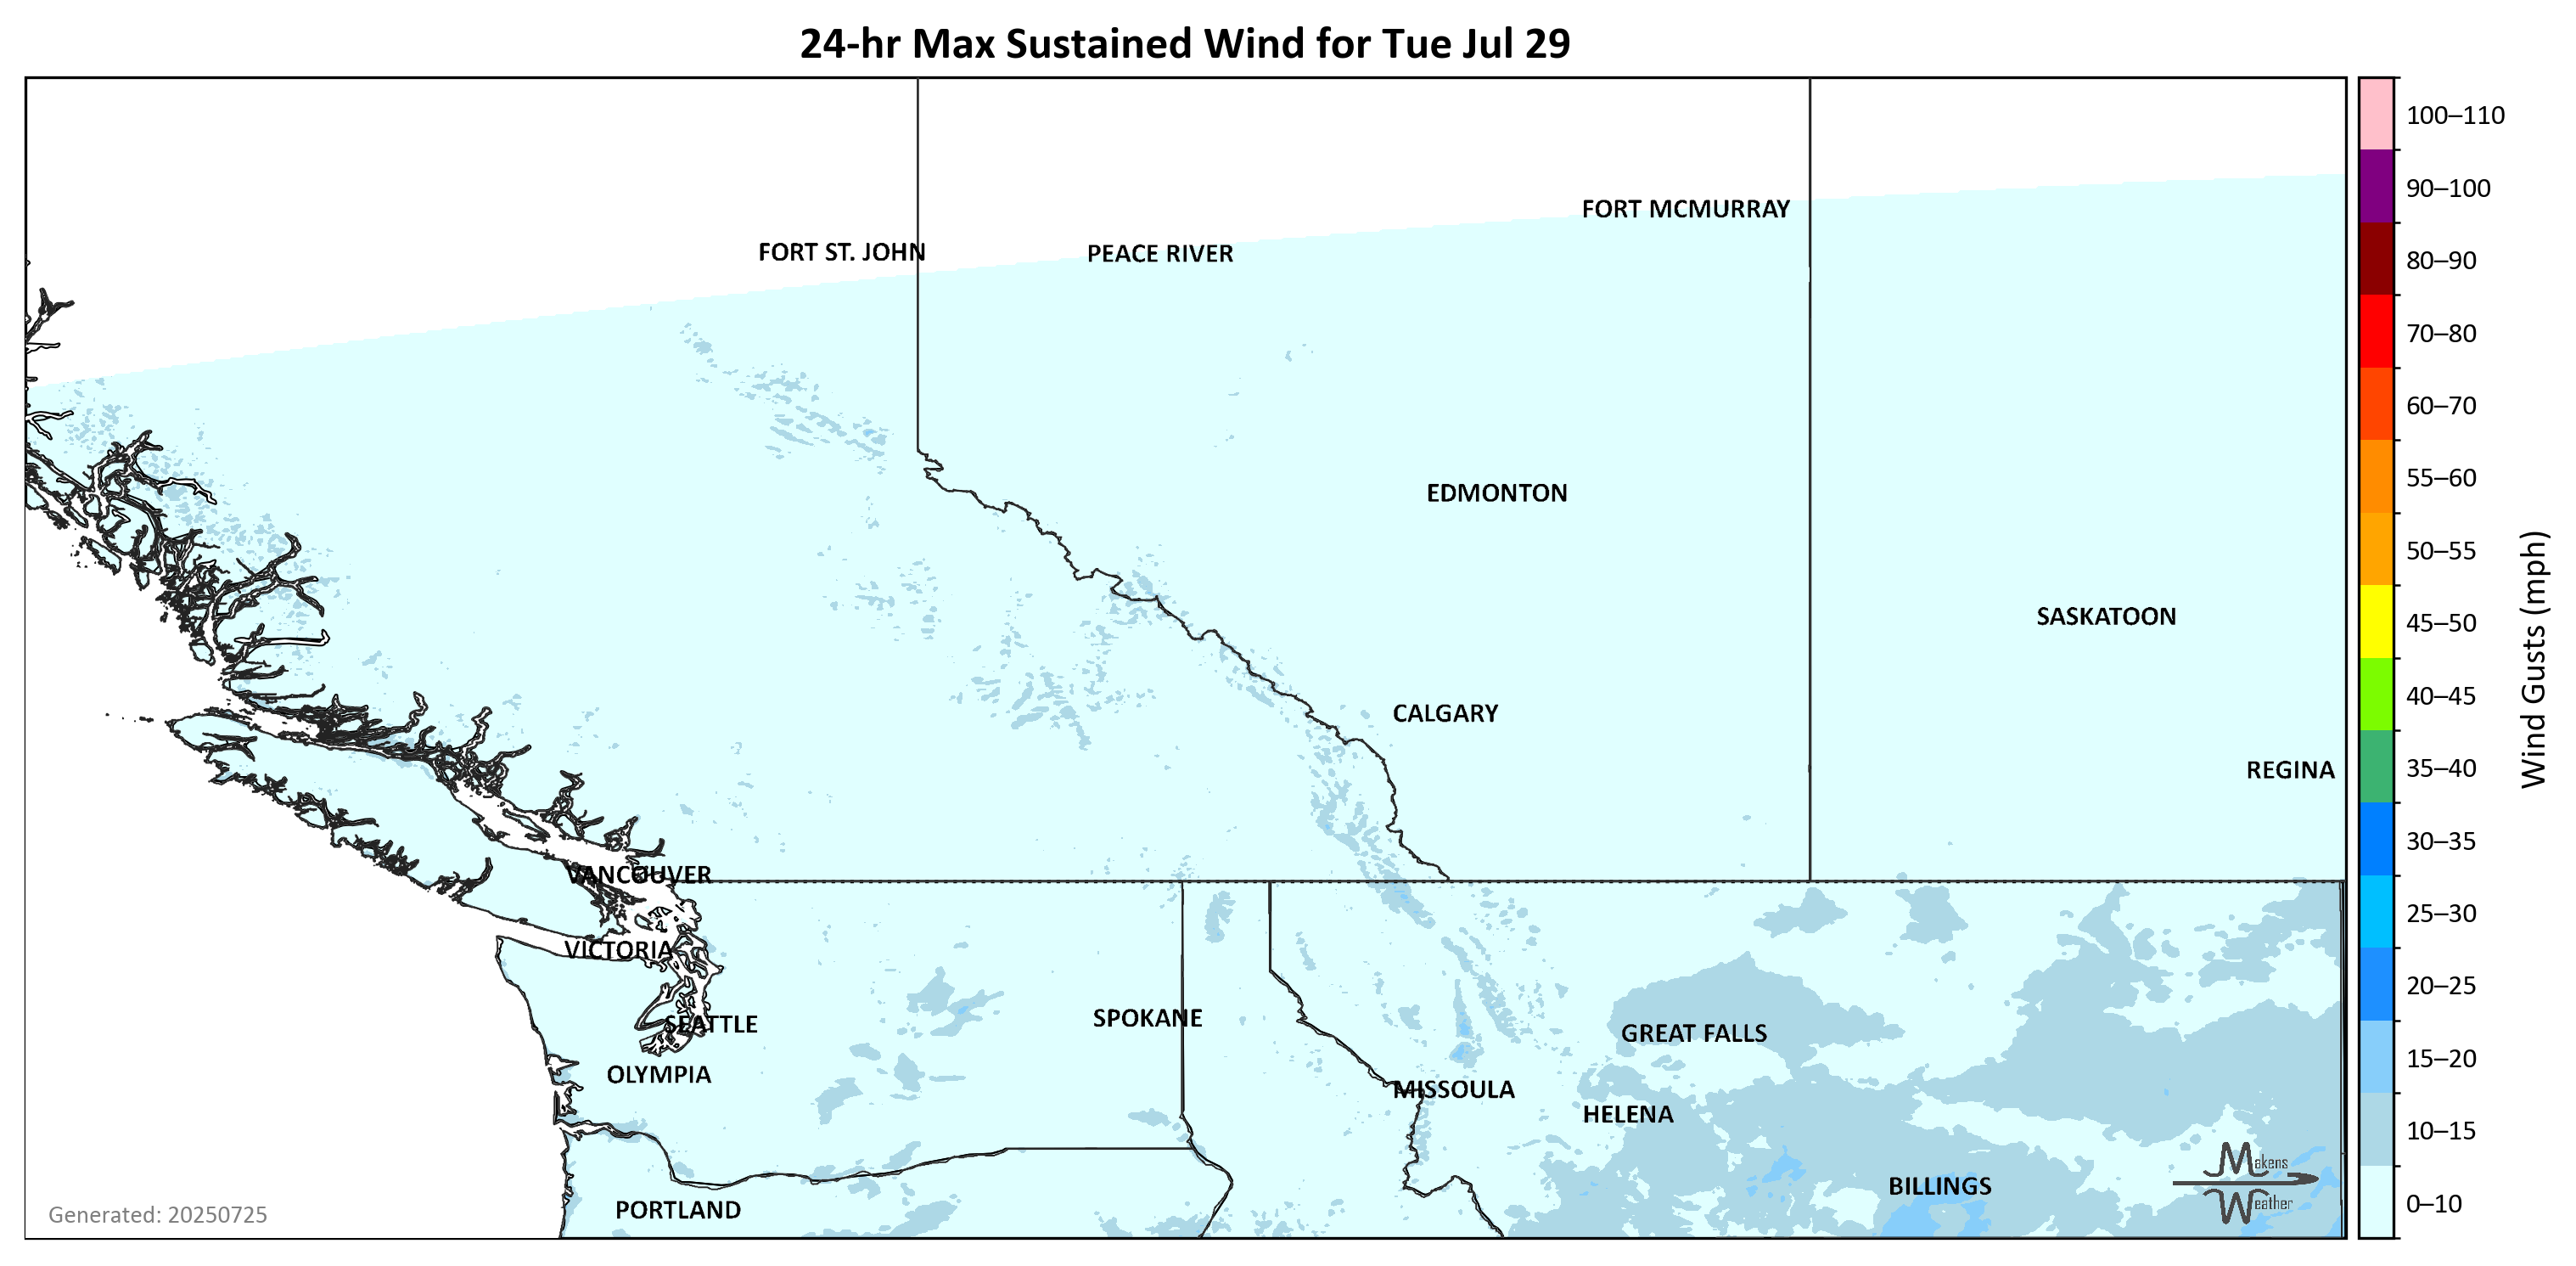 24-hr Max Sustained Wind for Tue Jul 29
100–110
90–100
80–90
70–80
60–70
55–60
50–55
45–50
40–45
35–40
30–35
25–30
20–25
15–20
10–15
0–10
Wind Gusts (mph)
FORT MCMURRAY
FORT ST. JOHN
PEACE RIVER
EDMONTON
SASKATOON
CALGARY
REGINA
VANCOUVER
VICTORIA
SEATTLE
SPOKANE
GREAT FALLS
OLYMPIA
MISSOULA
HELENA
BILLINGS
PORTLAND
Makens
Weather
Generated: 20250725